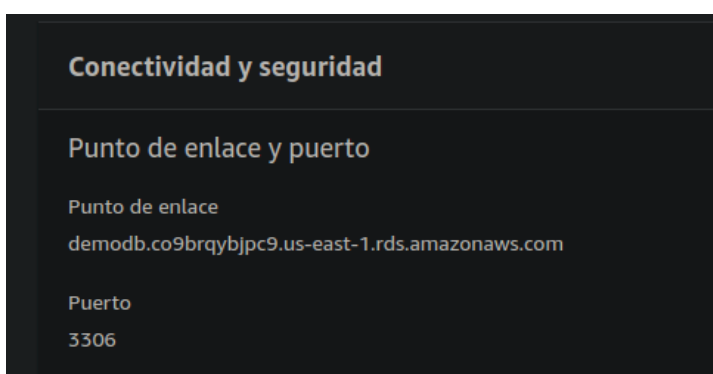 Conectividad y seguridad
Punto de enlace y puerto
Punto de enlace
demodb.co9brqybjpc9.us-east-1.rds.amazonaws.com
Puerto
3306